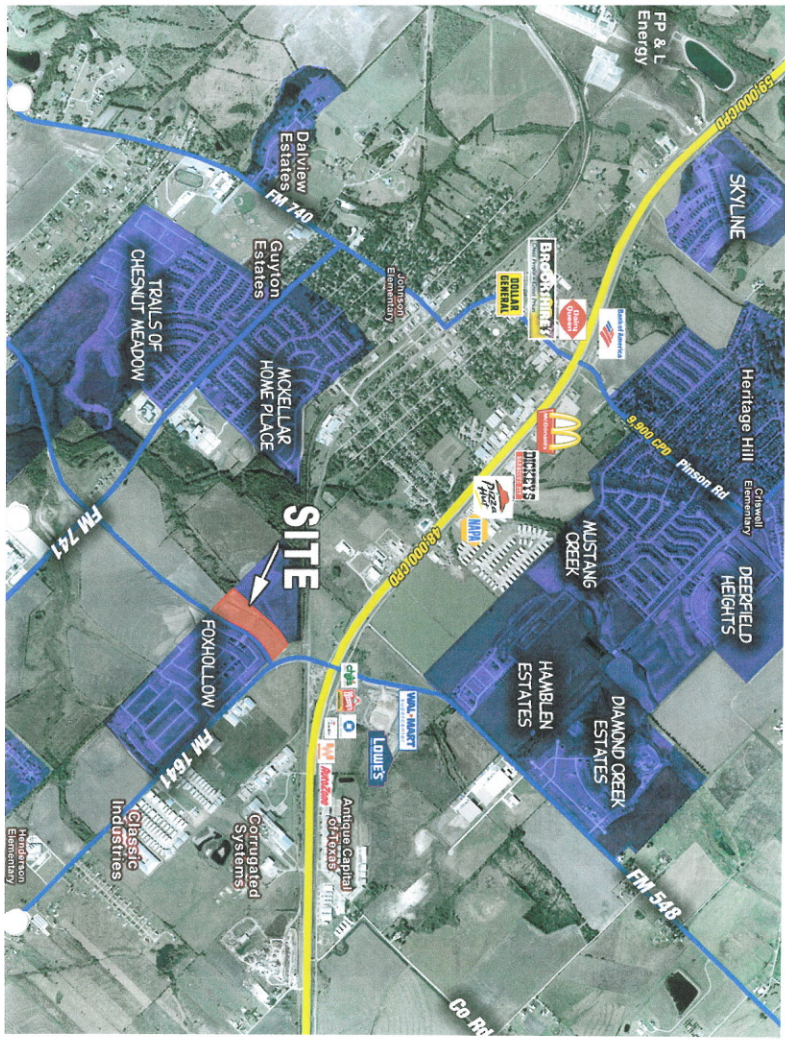 FP & L
Energy
59,000 CPD
SKYLINE
Dalview
Estates
FM 740
Guyton
Estates
Johnson
Elementary
DOLLAR
GENERAL
BROOKSHIRE'S
Dairy
Queen
Bank of America
Heritage Hill
Criswell
Elementary
9,900 CPD
Pinson Rd
DEERFIELD
HEIGHTS
TRAILS OF
CHESNUT MEADOW
MCKELLAR
HOME PLACE
McDonald's
DICKEY'S
Pizza
Hut
NAPA
MUSTANG
CREEK
48,000 CPD
SITE
FM 741
FOXHOLLOW
HAMBLEN
ESTATES
DIAMOND CREEK
ESTATES
chili's
WAL-MART
SUPERCENTER
LOWE'S
AutoZone
Antique Capital
of Texas
FM 1641
Corrugated
Systems
Classic
Industries
Henderson
Elementary
FM 548
Co Rd